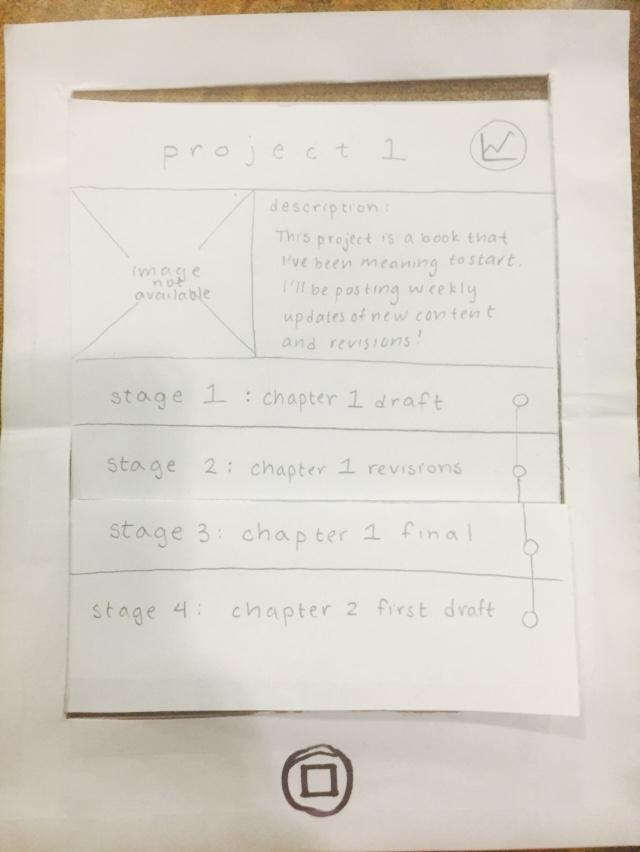 project 1
image
not
available
description:
This project is a book that
I've been meaning to start.
I'll be posting weekly
updates of new content
and revisions!
stage 1 : chapter 1 draft
stage 2: chapter 1 revisions
stage 3: chapter 1 final
stage 4: chapter 2 first draft